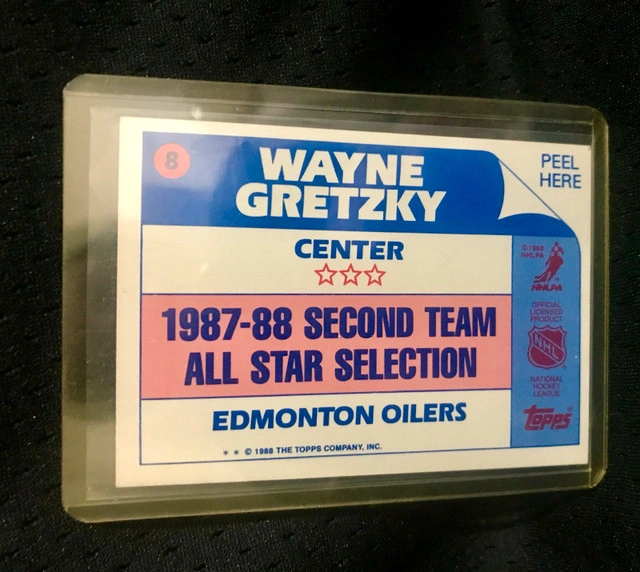 8
WAYNE
GRETZKY
PEEL
HERE
CENTER
1987-88 SECOND TEAM
ALL STAR SELECTION
EDMONTON OILERS
* * © 1988 THE TOPPS COMPANY, INC.
© 1988
NHLPA
NHLPA
OFFICIAL
LICENSED
PRODUCT
NHL
NATIONAL
HOCKEY
LEAGUE
topps